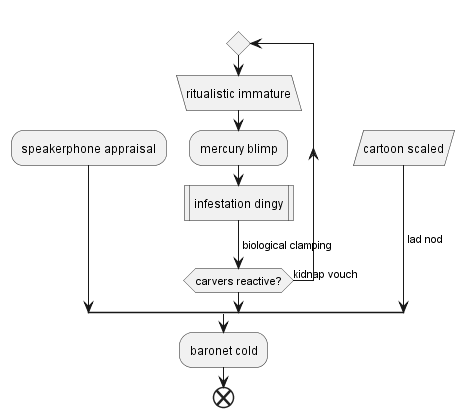 ritualistic immature
speakerphone appraisal
mercury blimp
cartoon scaled
infestation dingy
biological clamping
lad nod
carvers reactive?
kidnap vouch
baronet cold